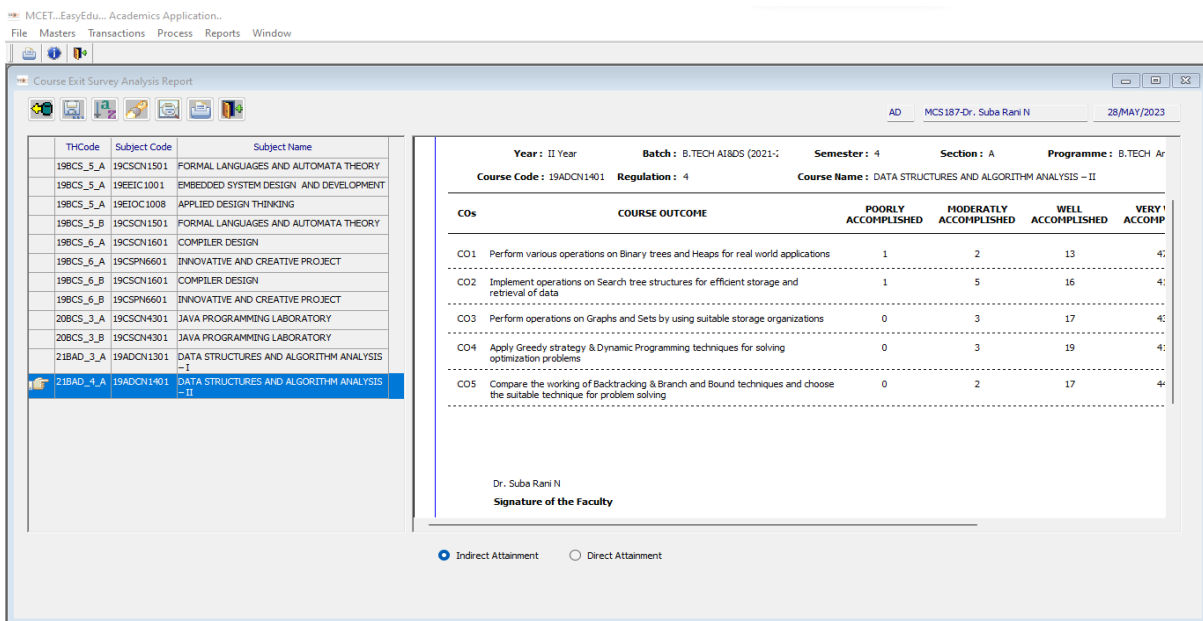 MCET...EasyEdu... Academics Application..
File Masters Transactions Process Reports Window
Course Exit Survey Analysis Report
AD MCS187-Dr. Suba Rani N 28/MAY/2023
THCode Subject Code Subject Name
19BCS_5_A 19CSCN1501 FORMAL LANGUAGES AND AUTOMATA THEORY
19BCS_5_A 19EEIC1001 EMBEDDED SYSTEM DESIGN AND DEVELOPMENT
19BCS_5_A 19EIOC1008 APPLIED DESIGN THINKING
19BCS_5_B 19CSCN1501 FORMAL LANGUAGES AND AUTOMATA THEORY
19BCS_6_A 19CSCN1601 COMPILER DESIGN
19BCS_6_A 19CSPN6601 INNOVATIVE AND CREATIVE PROJECT
19BCS_6_B 19CSCN1601 COMPILER DESIGN
19BCS_6_B 19CSPN6601 INNOVATIVE AND CREATIVE PROJECT
20BCS_3_A 19CSCN4301 JAVA PROGRAMMING LABORATORY
20BCS_3_B 19CSCN4301 JAVA PROGRAMMING LABORATORY
21BAD_3_A 19ADCN1301 DATA STRUCTURES AND ALGORITHM ANALYSIS
– I
21BAD_4_A 19ADCN1401 DATA STRUCTURES AND ALGORITHM ANALYSIS
– II
Year : II Year Batch : B.TECH AI&DS (2021-2 Semester : 4 Section : A Programme : B.TECH Ar
Course Code : 19ADCN1401 Regulation : 4 Course Name : DATA STRUCTURES AND ALGORITHM ANALYSIS – II
COs COURSE OUTCOME POORLY ACCOMPLISHED MODERATLY ACCOMPLISHED WELL ACCOMPLISHED VERY ACCOMP
CO1 Perform various operations on Binary trees and Heaps for real world applications 1 2 13
CO2 Implement operations on Search tree structures for efficient storage and 1 5 16
retrieval of data
CO3 Perform operations on Graphs and Sets by using suitable storage organizations 0 3 17
CO4 Apply Greedy strategy & Dynamic Programming techniques for solving 0 3 19
optimization problems
CO5 Compare the working of Backtracking & Branch and Bound techniques and choose 0 2 17
the suitable technique for problem solving
Dr. Suba Rani N
Signature of the Faculty
Indirect Attainment Direct Attainment